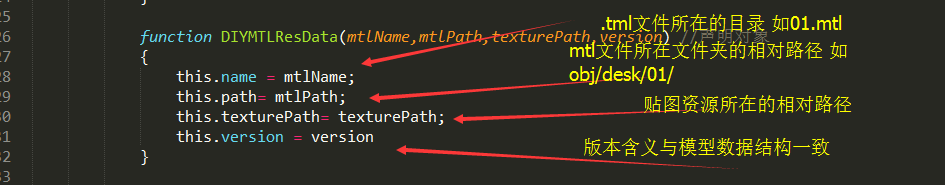 25
26 function DIYMTLResData(mtlName,mtlPath,texturePath,version) //声明对象
27 {
28 this.name = mtlName;
29 this.path= mtlPath;
30 this.texturePath= texturePath;
31 this.version = version
32 }
33
.tml文件所在的目录 如01.mtl
mtl文件所在文件夹的相对路径 如
obj/desk/01/
贴图资源所在的相对路径
版本含义与模型数据结构一致